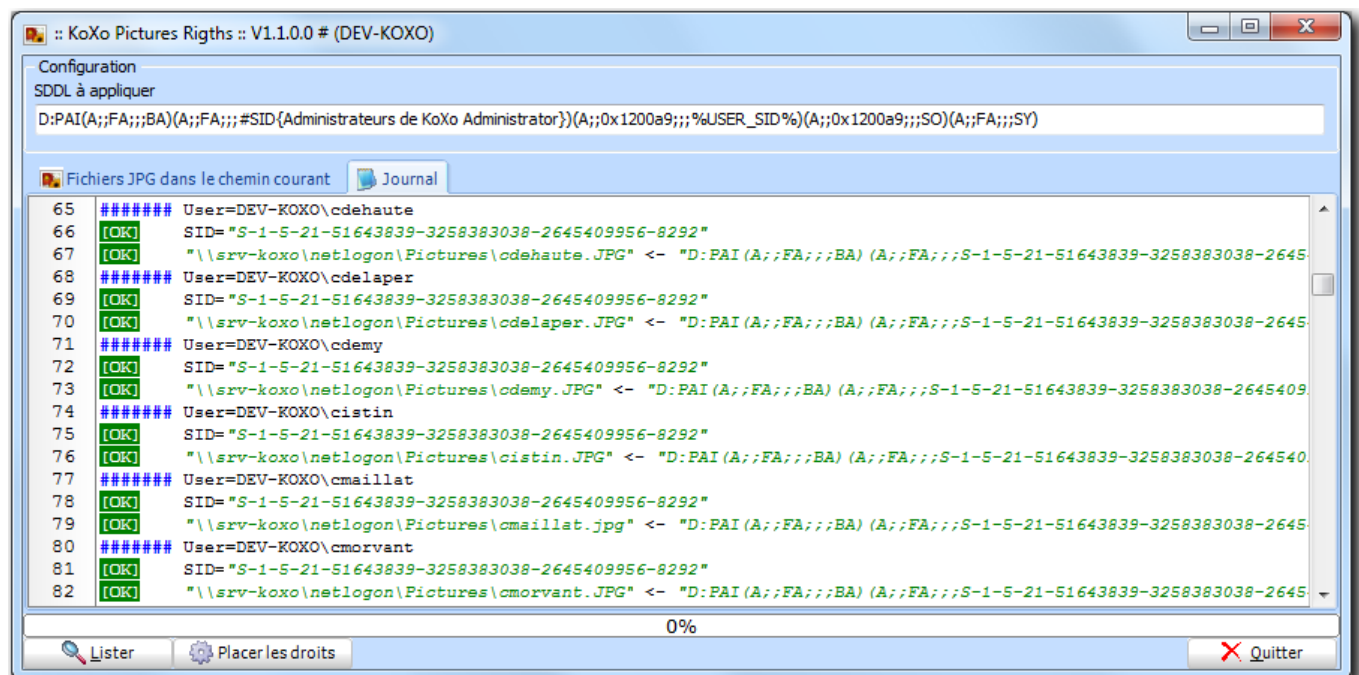 :: KoXo Pictures Rigths :: V1.1.0.0 # (DEV-KOXO)
Configuration
SDDL à appliquer
D:PAI(A;;FA;;;BA)(A;;FA;;;#SID{Administrateurs de KoXo Administrator})(A;;0x1200a9;;;%USER_SID%)(A;;0x1200a9;;;SO)(A;;FA;;;SY)
Fichiers JPG dans le chemin courant Journal
65 ####### User=DEV-KOXO\cdehaute
66 [OK] SID="S-1-5-21-51643839-3258383038-2645409956-8292"
67 [OK] "\\srv-koxo\netlogon\Pictures\cdehaute.JPG" <- "D:PAI(A;;FA;;;BA)(A;;FA;;;S-1-5-21-51643839-3258383038-2645-
68 ####### User=DEV-KOXO\cdelaper
69 [OK] SID="S-1-5-21-51643839-3258383038-2645409956-8292"
70 [OK] "\\srv-koxo\netlogon\Pictures\cdelaper.JPG" <- "D:PAI(A;;FA;;;BA)(A;;FA;;;S-1-5-21-51643839-3258383038-2645-
71 ####### User=DEV-KOXO\cdemy
72 [OK] SID="S-1-5-21-51643839-3258383038-2645409956-8292"
73 [OK] "\\srv-koxo\netlogon\Pictures\cdemy.JPG" <- "D:PAI(A;;FA;;;BA)(A;;FA;;;S-1-5-21-51643839-3258383038-2645409
74 ####### User=DEV-KOXO\cistin
75 [OK] SID="S-1-5-21-51643839-3258383038-2645409956-8292"
76 [OK] "\\srv-koxo\netlogon\Pictures\cistin.JPG" <- "D:PAI(A;;FA;;;BA)(A;;FA;;;S-1-5-21-51643839-3258383038-264540
77 ####### User=DEV-KOXO\cmaillat
78 [OK] SID="S-1-5-21-51643839-3258383038-2645409956-8292"
79 [OK] "\\srv-koxo\netlogon\Pictures\cmaillat.jpg" <- "D:PAI(A;;FA;;;BA)(A;;FA;;;S-1-5-21-51643839-3258383038-2645-
80 ####### User=DEV-KOXO\cmorvant
81 [OK] SID="S-1-5-21-51643839-3258383038-2645409956-8292"
82 [OK] "\\srv-koxo\netlogon\Pictures\cmorvant.JPG" <- "D:PAI(A;;FA;;;BA)(A;;FA;;;S-1-5-21-51643839-3258383038-2645-
0%
Lister Placer les droits Quitter